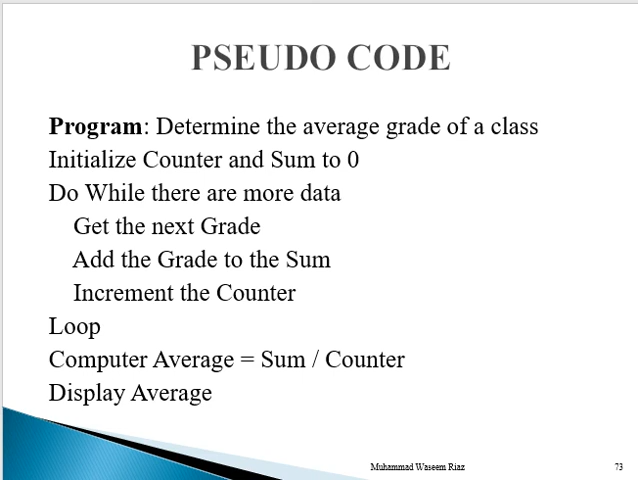 PSEUDO CODE
Program: Determine the average grade of a class
Initialize Counter and Sum to 0
Do While there are more data
Get the next Grade
Add the Grade to the Sum
Increment the Counter
Loop
Computer Average = Sum / Counter
Display Average
Muhammad Waseem Riaz
73